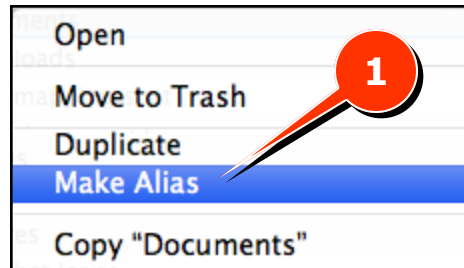 Open
1
Move to Trash
Duplicate
Make Alias
Copy “Documents”